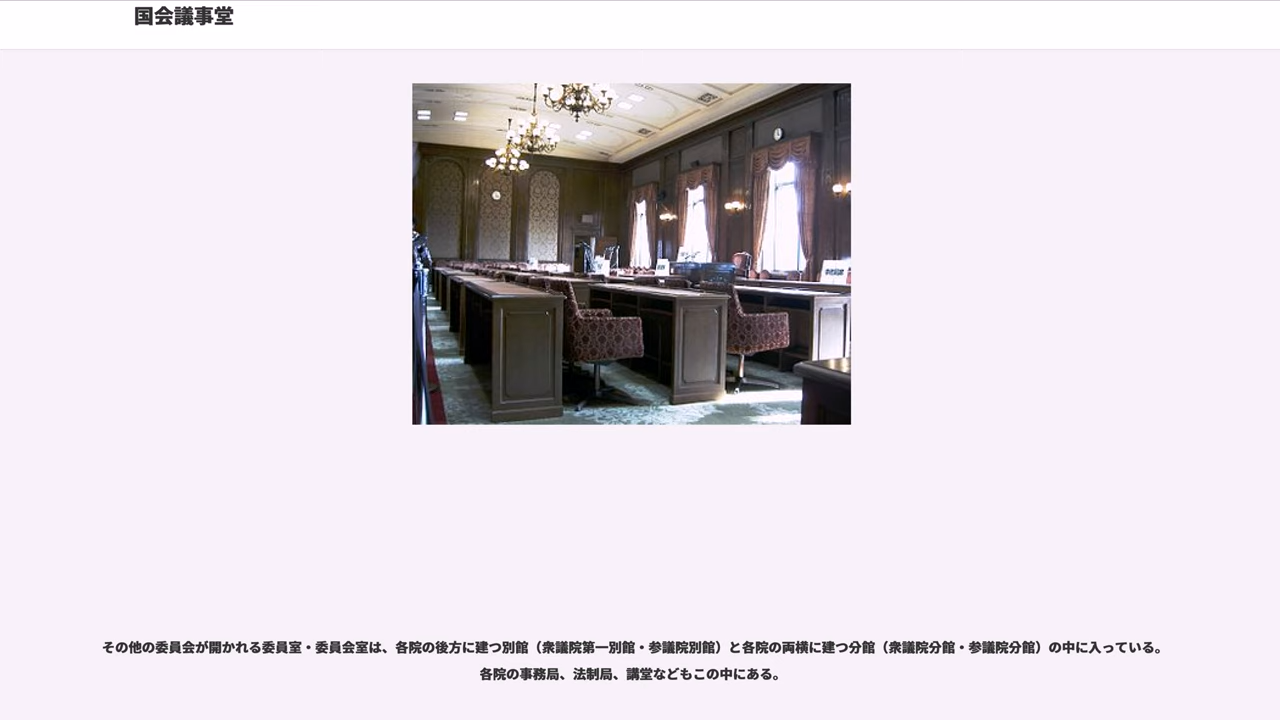 国会議事堂
その他の委員会が開かれる委員室・委員会室は、各院の後方に建つ別館（衆議院第一別館・参議院別館）と各院の両横に建つ分館（衆議院分館・参議院分館）の中に入っている。
各院の事務局、法制局、講堂などもこの中にある。